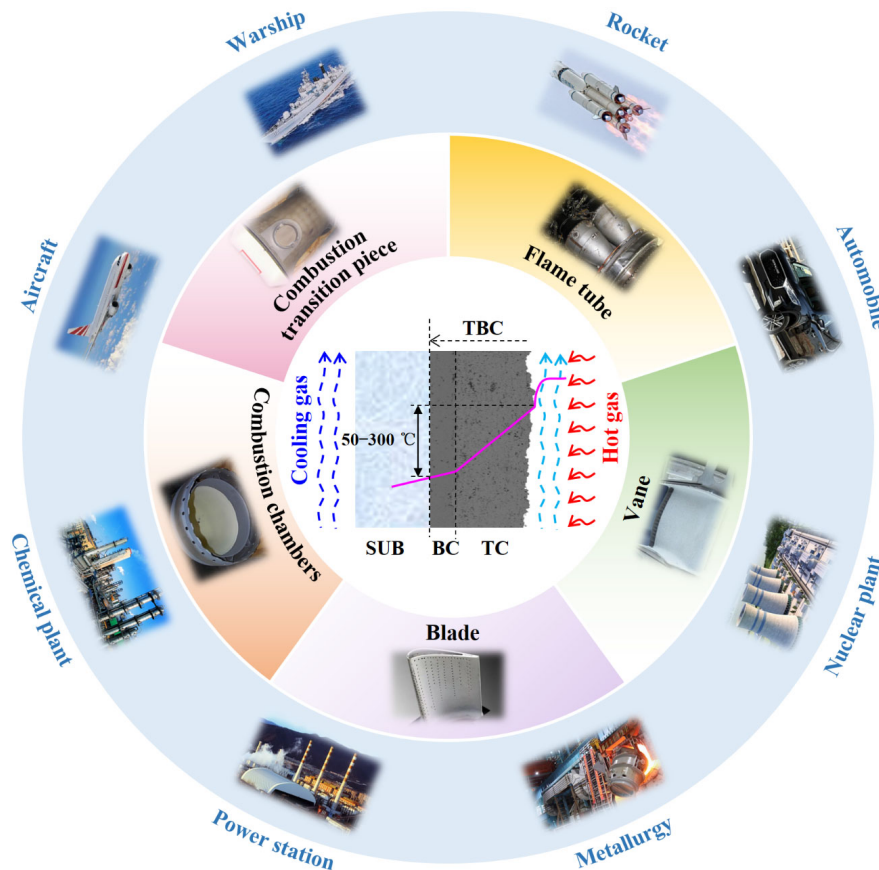 Warship
Rocket
Aircraft
Automobile
Chemical plant
Nuclear plant
Power station
Metallurgy
Combustion
transition piece
Flame tube
Combustion chambers
Vane
Blade
TBC
Cooling gas
50−300 ℃
Hot gas
SUB
BC
TC